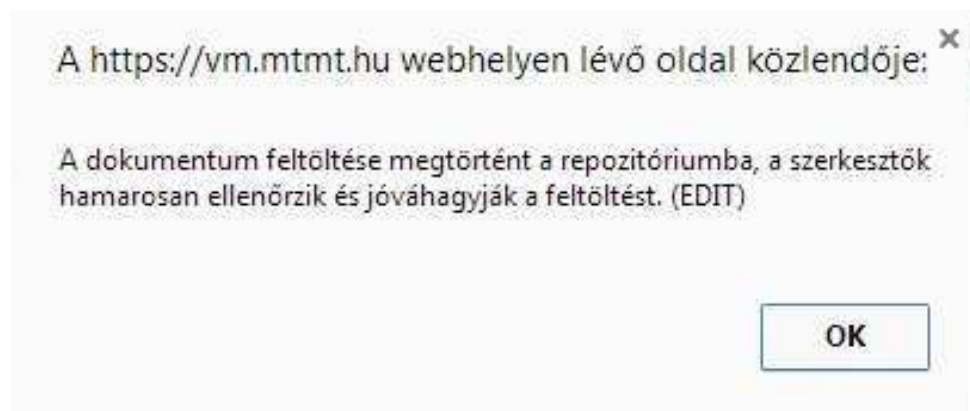 A https://vm.mtmt.hu webhelyen lévő oldal közlendője:
A dokumentum feltöltése megtörtént a repozitóriumba, a szerkesztők
hamarosan ellenőrzik és jóváhagyják a feltöltést. (EDIT)
OK